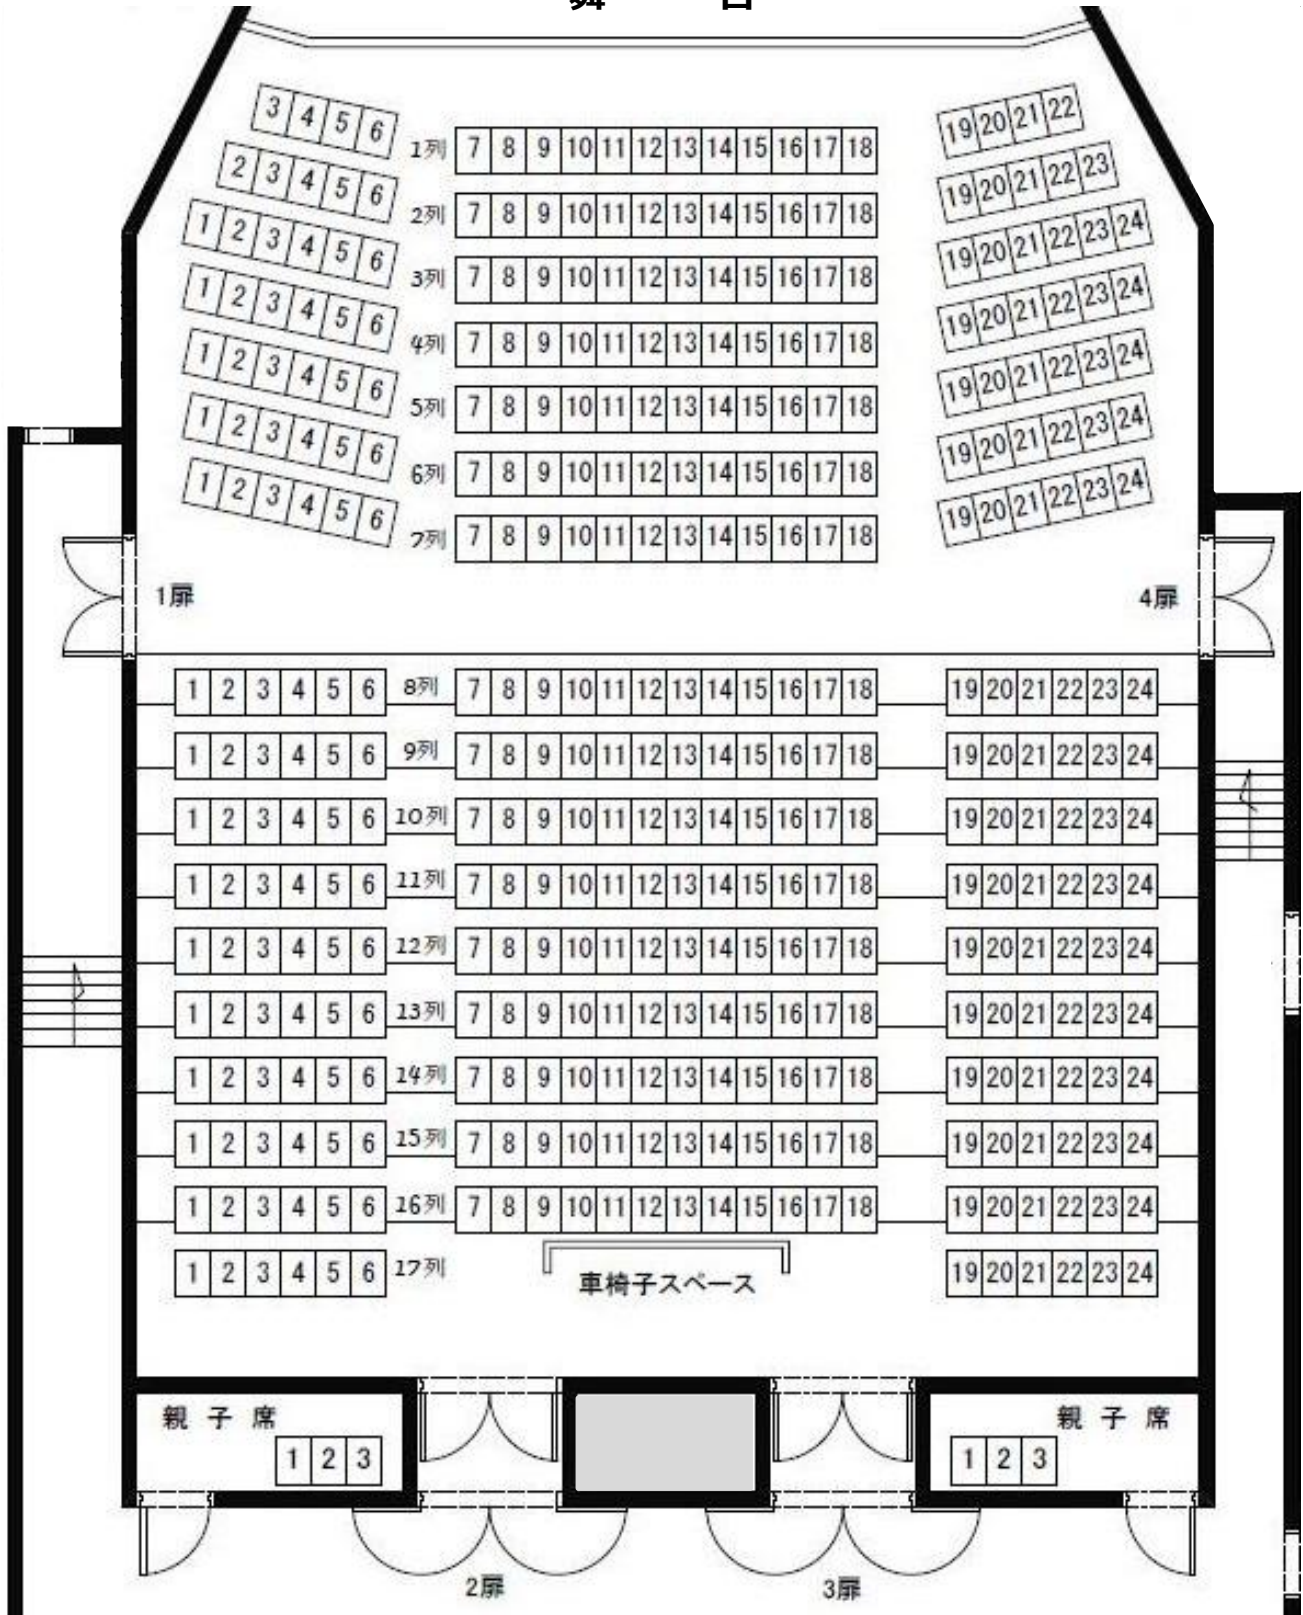 舞 台
3 4 5 6 1列 7 8 9 10 11 12 13 14 15 16 17 18 19 20 21 22
2 3 4 5 6 2列 7 8 9 10 11 12 13 14 15 16 17 18 19 20 21 22 23
1 2 3 4 5 6 3列 7 8 9 10 11 12 13 14 15 16 17 18 19 20 21 22 23 24
1 2 3 4 5 6 4列 7 8 9 10 11 12 13 14 15 16 17 18 19 20 21 22 23 24
1 2 3 4 5 6 5列 7 8 9 10 11 12 13 14 15 16 17 18 19 20 21 22 23 24
1 2 3 4 5 6 6列 7 8 9 10 11 12 13 14 15 16 17 18 19 20 21 22 23 24
1 2 3 4 5 6 7列 7 8 9 10 11 12 13 14 15 16 17 18 19 20 21 22 23 24
1扉 4扉
1 2 3 4 5 6 8列 7 8 9 10 11 12 13 14 15 16 17 18 19 20 21 22 23 24
1 2 3 4 5 6 9列 7 8 9 10 11 12 13 14 15 16 17 18 19 20 21 22 23 24
1 2 3 4 5 6 10列 7 8 9 10 11 12 13 14 15 16 17 18 19 20 21 22 23 24
1 2 3 4 5 6 11列 7 8 9 10 11 12 13 14 15 16 17 18 19 20 21 22 23 24
1 2 3 4 5 6 12列 7 8 9 10 11 12 13 14 15 16 17 18 19 20 21 22 23 24
1 2 3 4 5 6 13列 7 8 9 10 11 12 13 14 15 16 17 18 19 20 21 22 23 24
1 2 3 4 5 6 14列 7 8 9 10 11 12 13 14 15 16 17 18 19 20 21 22 23 24
1 2 3 4 5 6 15列 7 8 9 10 11 12 13 14 15 16 17 18 19 20 21 22 23 24
1 2 3 4 5 6 16列 7 8 9 10 11 12 13 14 15 16 17 18 19 20 21 22 23 24
1 2 3 4 5 6 17列 19 20 21 22 23 24
車椅子スペース
親 子 席 親 子 席
1 2 3 1 2 3
2扉 3扉